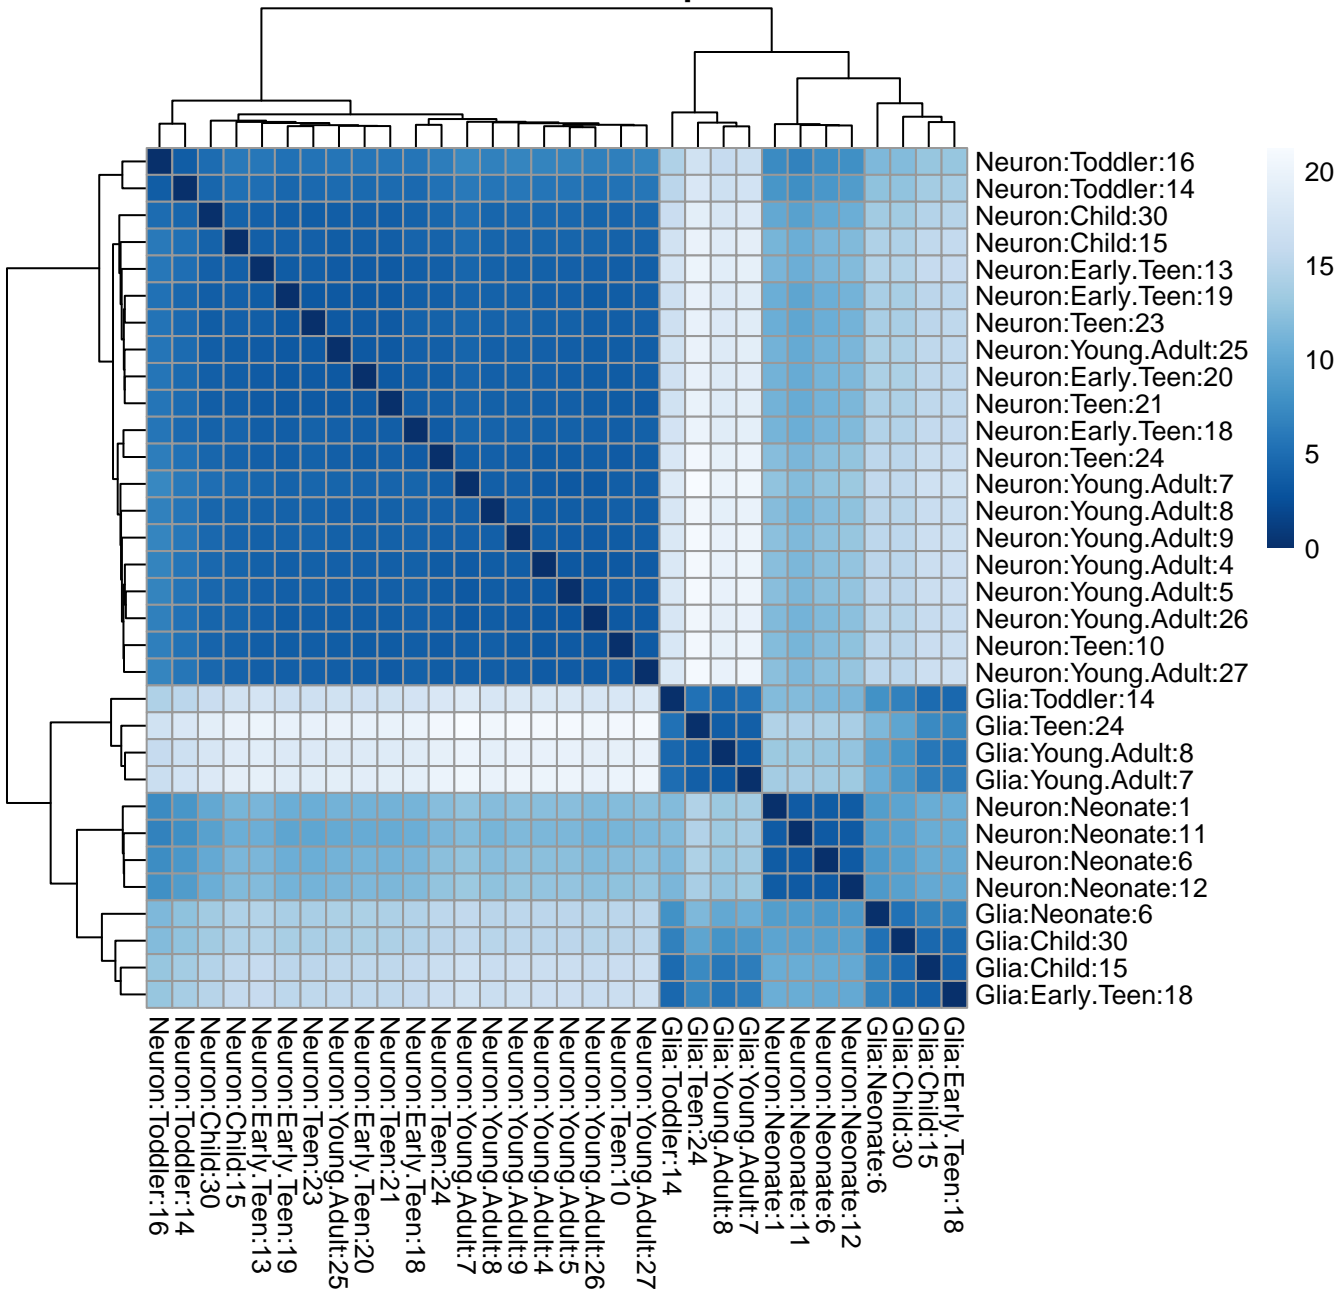 Neuron:Toddler:16
Neuron:Toddler:14
Neuron:Child:30
Neuron:Child:15
Neuron:Early.Teen:13
Neuron:Early.Teen:19
Neuron:Teen:23
Neuron:Young.Adult:25
Neuron:Early.Teen:20
Neuron:Teen:21
Neuron:Early.Teen:18
Neuron:Teen:24
Neuron:Young.Adult:7
Neuron:Young.Adult:8
Neuron:Young.Adult:9
Neuron:Young.Adult:4
Neuron:Young.Adult:5
Neuron:Young.Adult:26
Neuron:Teen:10
Neuron:Young.Adult:27
Glia:Toddler:14
Glia:Teen:24
Glia:Young.Adult:8
Glia:Young.Adult:7
Neuron:Neonate:1
Neuron:Neonate:11
Neuron:Neonate:6
Neuron:Neonate:12
Glia:Neonate:6
Glia:Child:30
Glia:Child:15
Glia:Early.Teen:18
20
15
10
5
0
Neuron:Toddler:16
Neuron:Toddler:14
Neuron:Child:30
Neuron:Child:15
Neuron:Early.Teen:13
Neuron:Early.Teen:19
Neuron:Teen:23
Neuron:Young.Adult:25
Neuron:Early.Teen:20
Neuron:Teen:21
Neuron:Early.Teen:18
Neuron:Teen:24
Neuron:Young.Adult:7
Neuron:Young.Adult:8
Neuron:Young.Adult:9
Neuron:Young.Adult:4
Neuron:Young.Adult:5
Neuron:Young.Adult:26
Neuron:Teen:10
Neuron:Young.Adult:27
Glia:Toddler:14
Glia:Teen:24
Glia:Young.Adult:8
Glia:Young.Adult:7
Neuron:Neonate:1
Neuron:Neonate:11
Neuron:Neonate:6
Neuron:Neonate:12
Glia:Neonate:6
Glia:Child:30
Glia:Child:15
Glia:Early.Teen:18